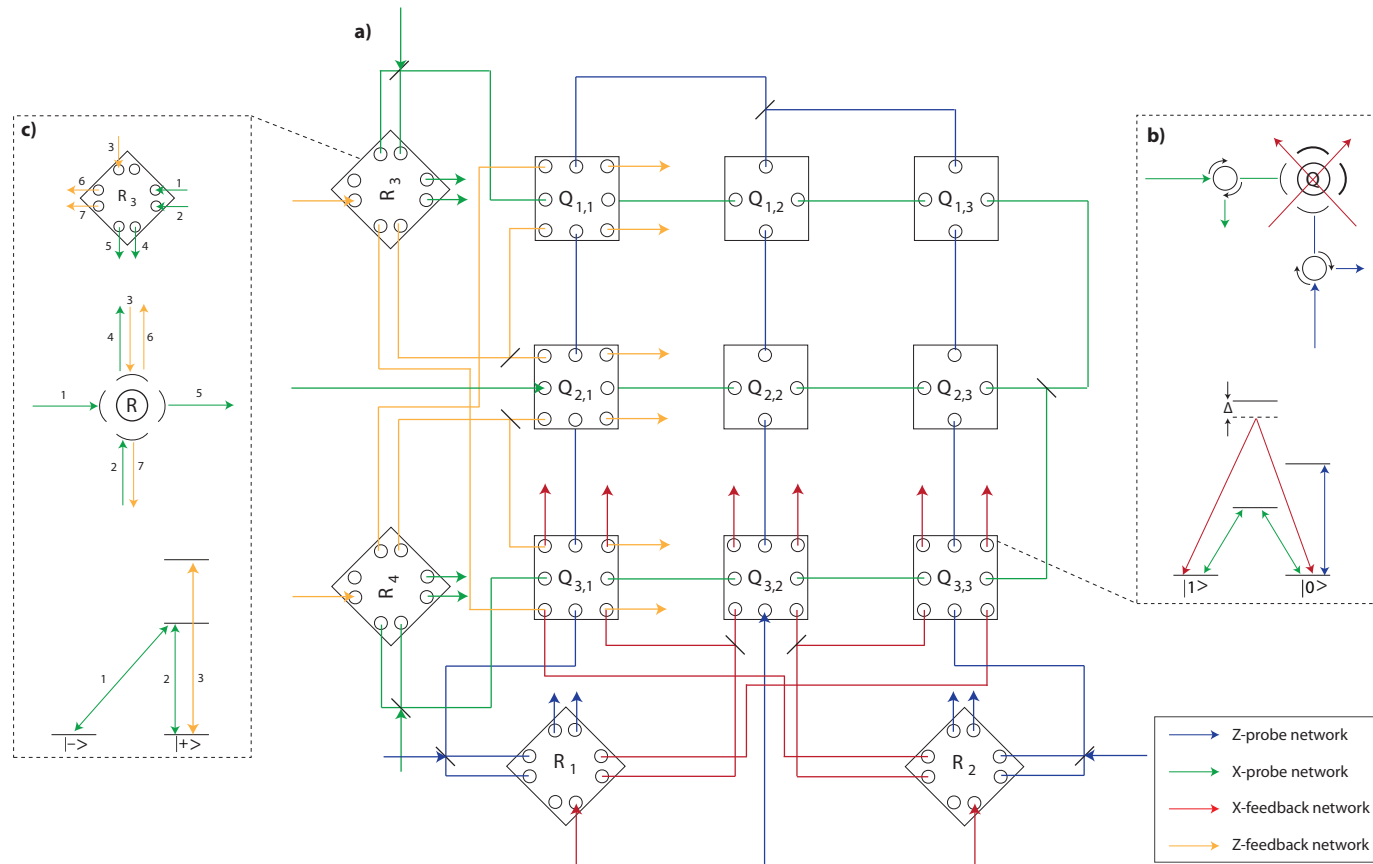 a)
c)
b)
3
6
7
R3
1
2
5
4
3
4
6
1
R
5
2
7
1
2
3
|−>
|+>
R3
Q1,1
Q1,2
Q1,3
Q2,1
Q2,2
Q2,3
R4
Q3,1
Q3,2
Q3,3
R1
R2
Q
Δ
|1>
|0>
Z-probe network
X-probe network
X-feedback network
Z-feedback network